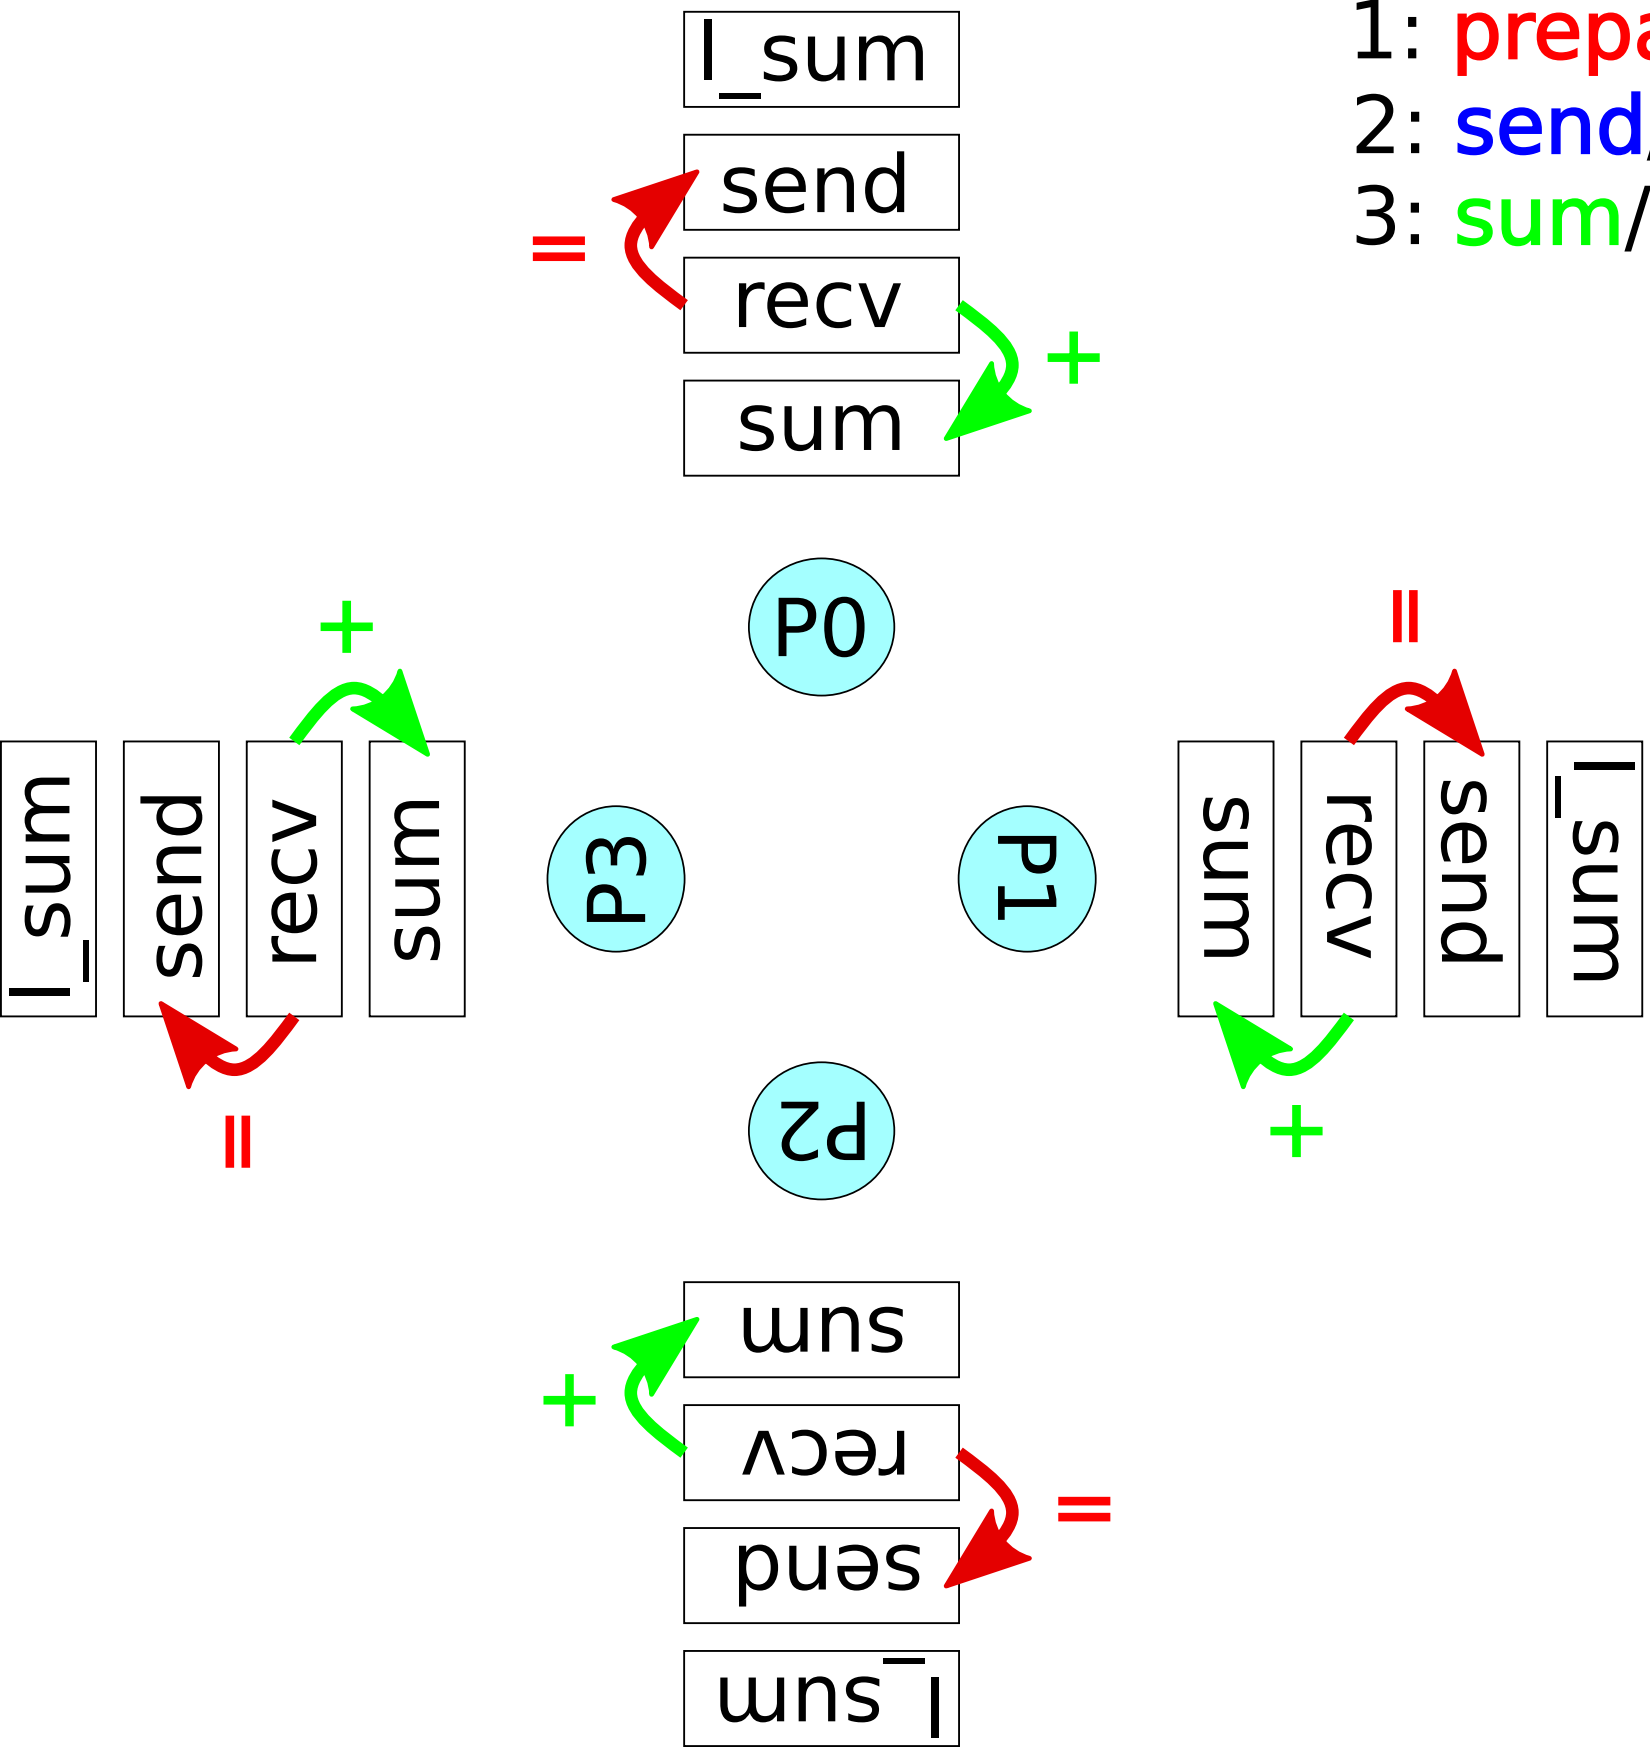 l_sum
1: prepa
send
2: send/
3: sum/
=
recv
+
sum
P0
+
=
l_sum
send
recv
sum
P3
P1
sum
recv
send
l_sum
=
+
P2
sum
+
recv
=
send
l_sum